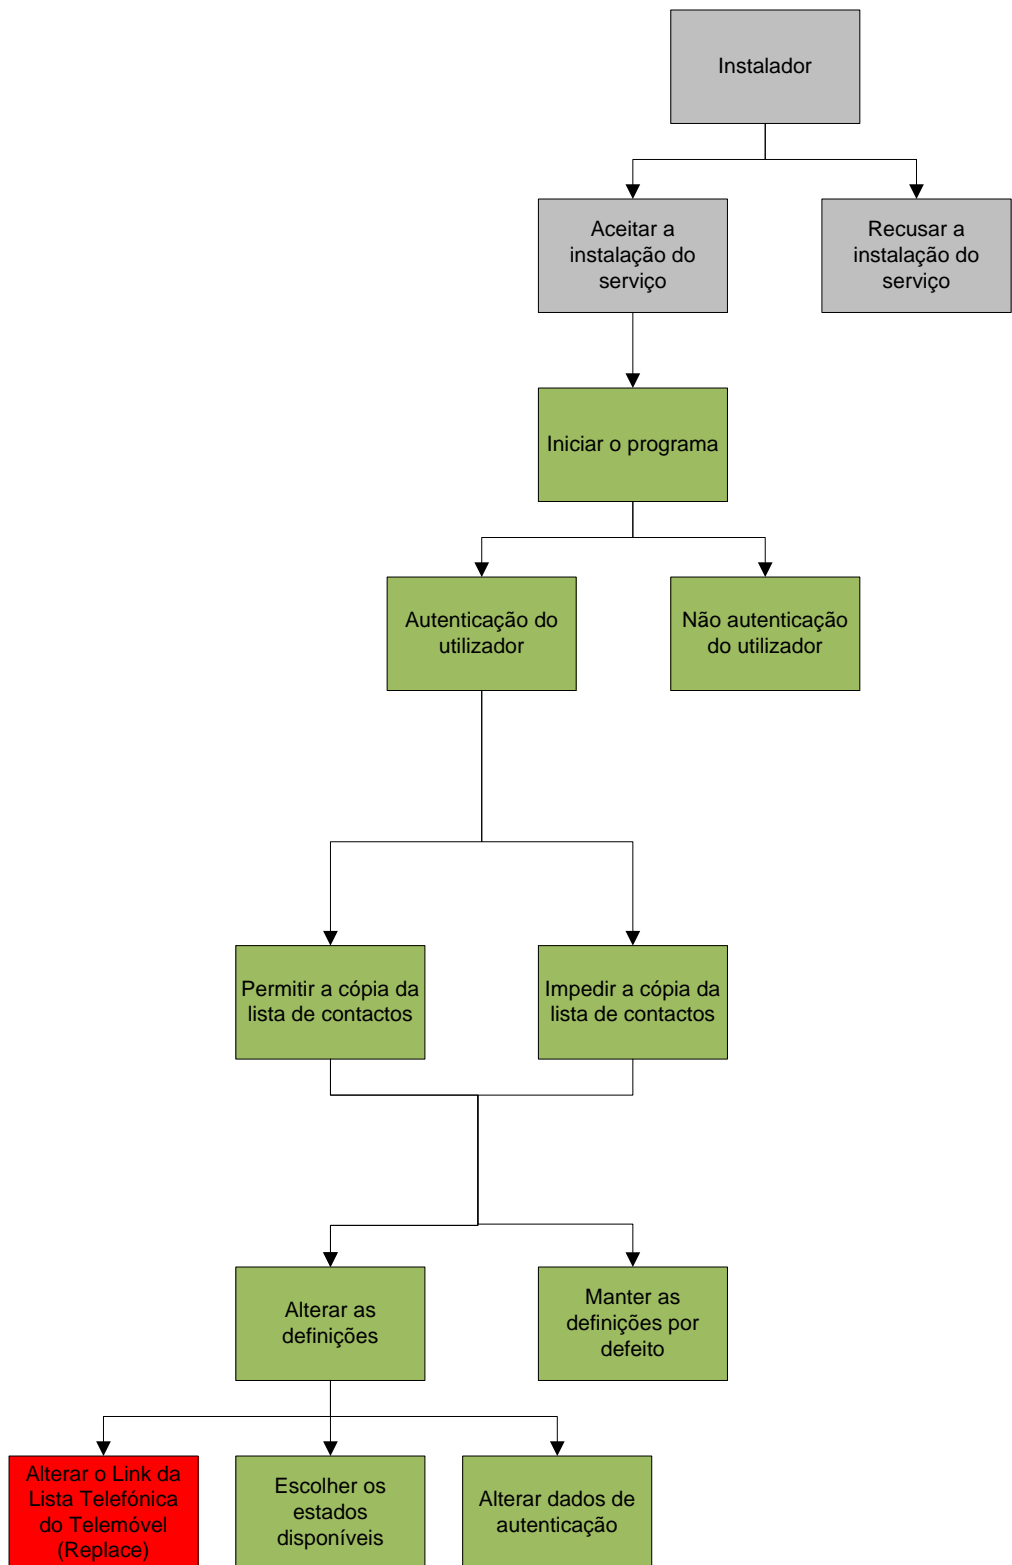 Instalador
Aceitar a
instalação do
serviço
Recusar a
instalação do
serviço
Iniciar o programa
Autenticação do
utilizador
Não autenticação
do utilizador
Permitir a cópia da
lista de contactos
Impedir a cópia da
lista de contactos
Alterar as
definições
Manter as
definições por
defeito
Alterar o Link da
Lista Telefónica
do Telemóvel
(Replace)
Escolher os
estados
disponíveis
Alterar dados de
autenticação